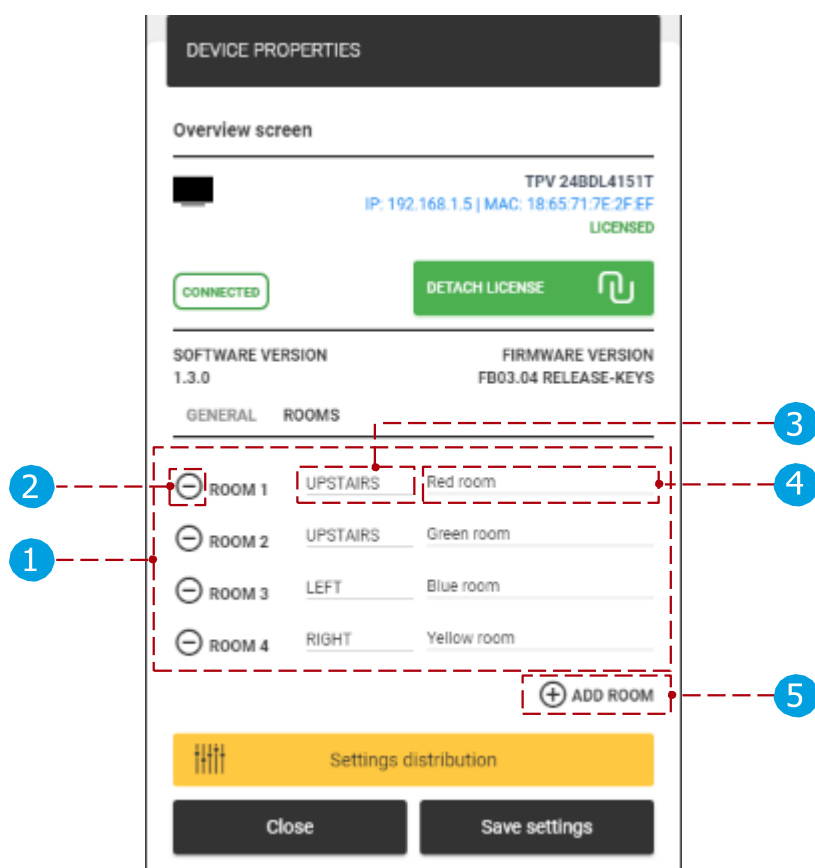 DEVICE PROPERTIES
Overview screen
TPV 24BDL4151T
IP: 192.168.1.5 | MAC: 18:65:71:7E:2F:EF
LICENSED
CONNECTED
DETACH LICENSE
SOFTWARE VERSION FIRMWARE VERSION
1.3.0 FB03.04 RELEASE-KEYS
GENERAL ROOMS
3
2 ROOM 1 UPSTAIRS Red room 4
ROOM 2 UPSTAIRS Green room
1
ROOM 3 LEFT Blue room
ROOM 4 RIGHT Yellow room
ADD ROOM 5
Settings distribution
Close Save settings